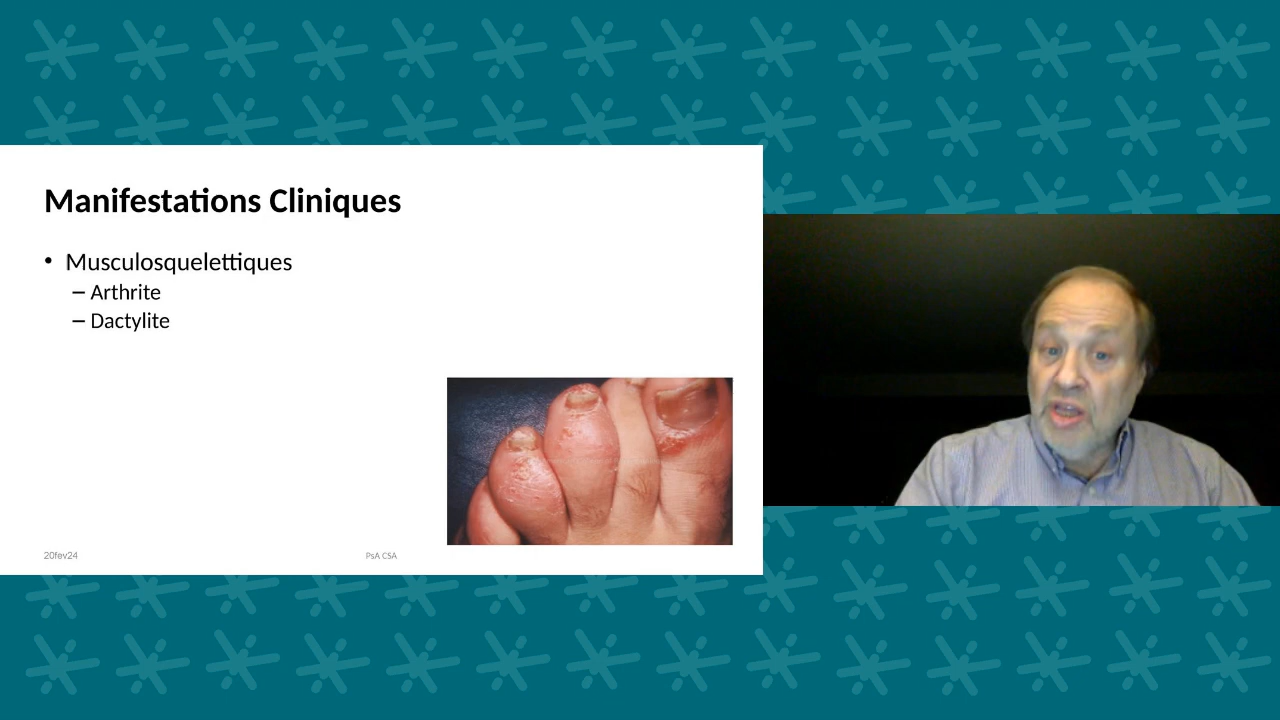 Manifestations Cliniques
• Musculosquelettiques
– Arthrite
– Dactylite
20fev24
PsA CSA